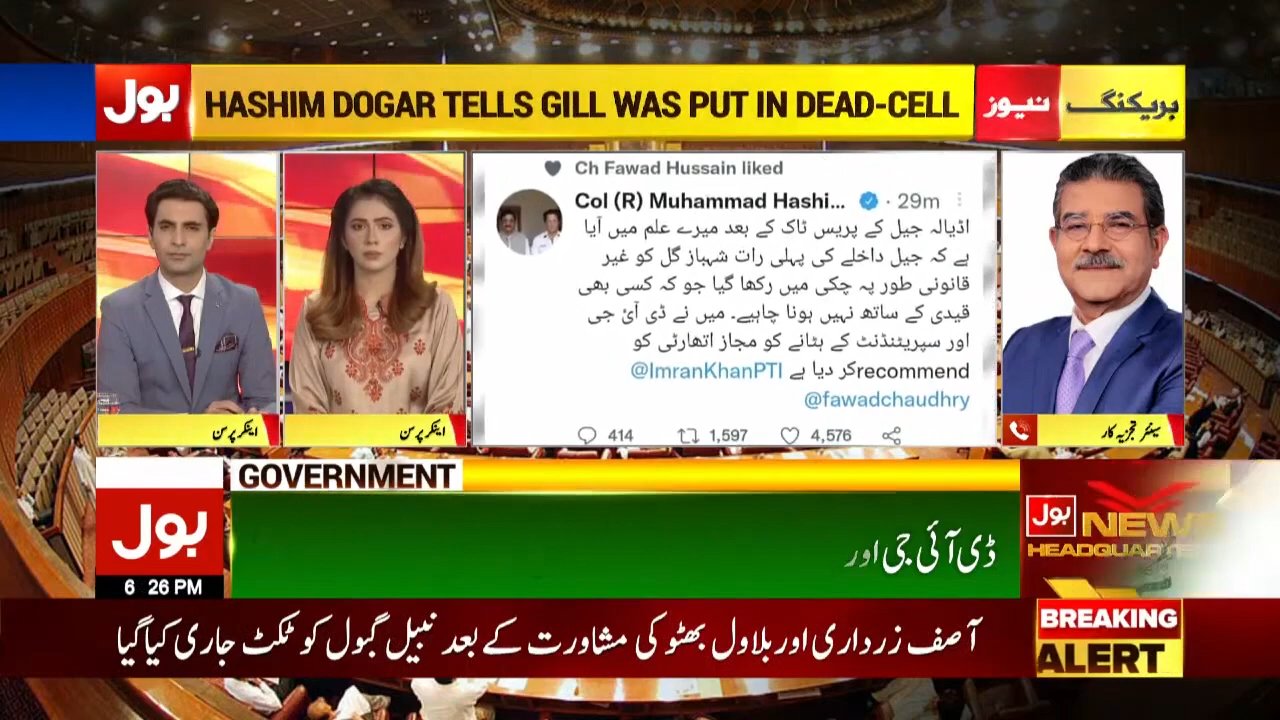 بول
HASHIM DOGAR TELLS GILL WAS PUT IN DEAD-CELL
نیوز
بریکنگ
Ch Fawad Hussain liked
Col (R) Muhammad Hashi... · 29m
اڈیالہ جیل کے پریس ٹاک کے بعد میرے علم میں آیا
ہے کہ جیل داخلے کی پہلی رات شہباز گل کو غیر
قانونی طور پہ چکی میں رکھا گیا جو کہ کسی بھی
قیدی کے ساتھ نہیں ہونا چاہیے۔ میں نے ڈی آئ جی
اور سپریٹنڈنٹ کے ہٹانے کو مجاز اتھارٹی کو
recommendکر دیا ہے @ImranKhanPTI
@fawadchaudhry
414 1,597 4,576
اینکر پرسن
اینکر پرسن
سینئر تجزیہ کار
GOVERNMENT
بول
ڈی آئی جی اور
بول
NEWS
HEADQUARTERS
6 26 PM
آصف زرداری اور بلاول بھٹو کی مشاورت کے بعد نبیل گبول کو ٹکٹ جاری کیا گیا
BREAKING
ALERT